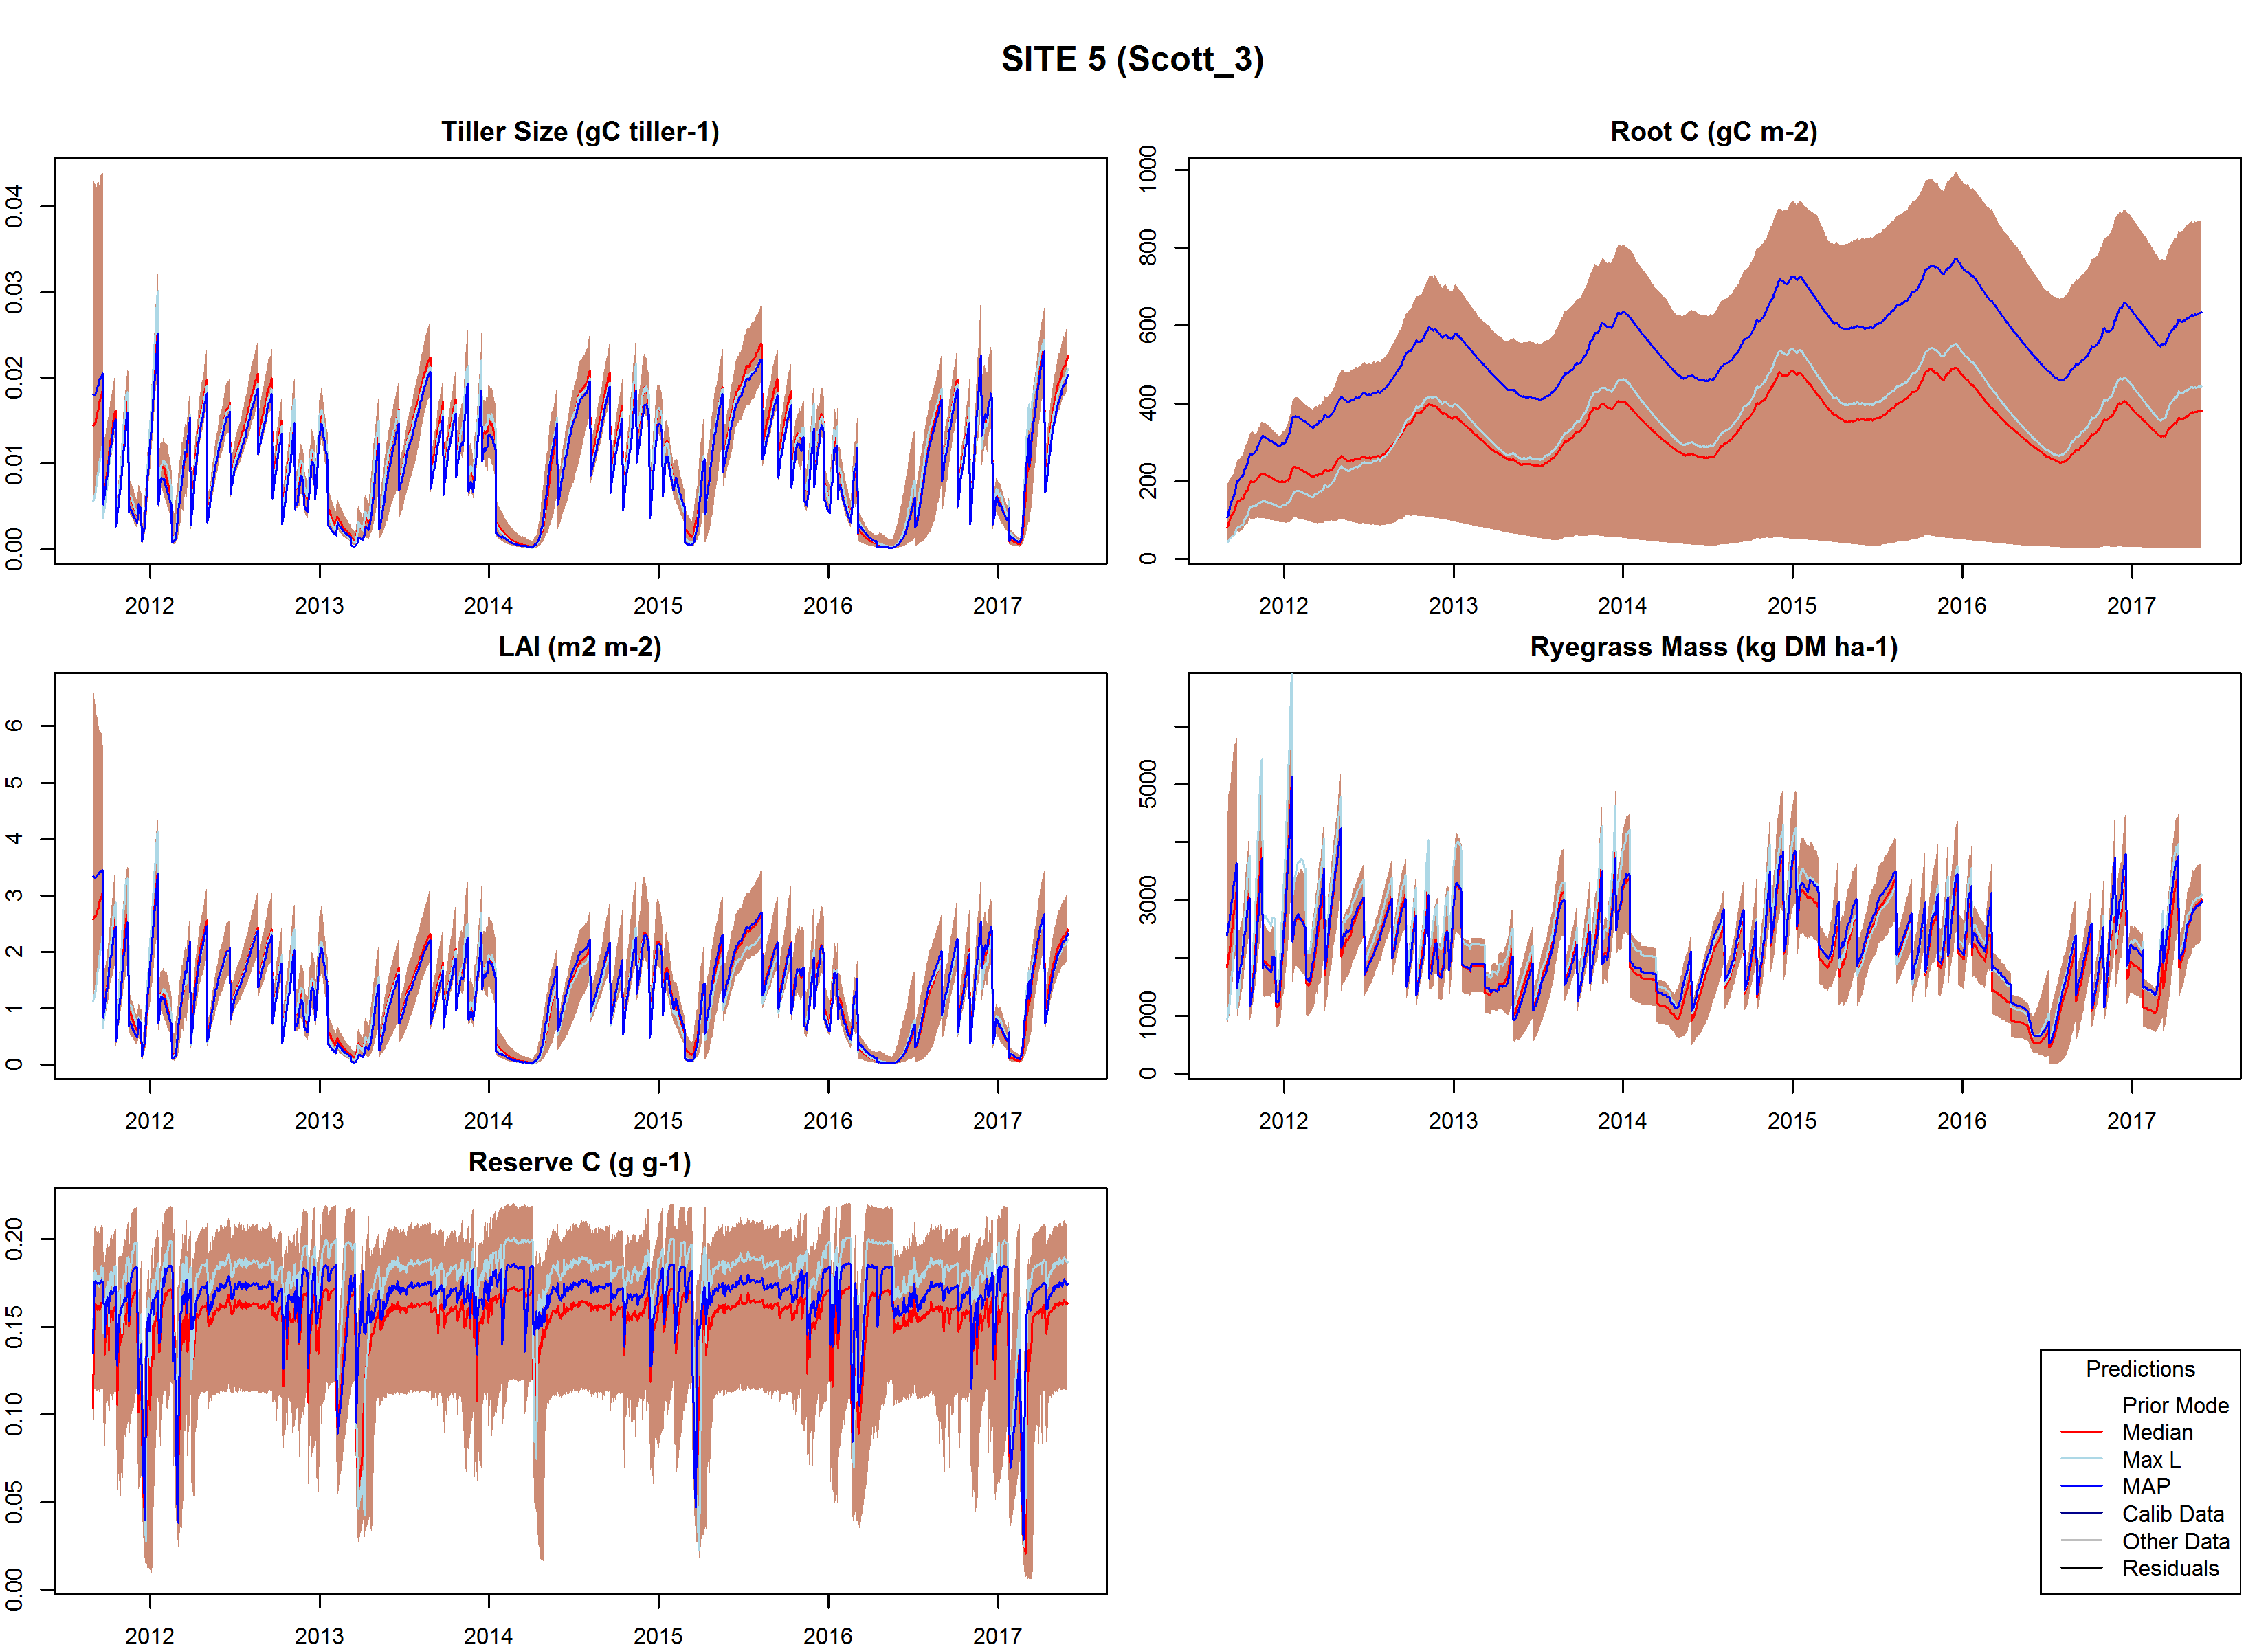 SITE 5 (Scott_3)
Tiller Size (gC tiller-1)
0.00 0.01 0.02 0.03 0.04
2012 2013 2014 2015 2016 2017
Root C (gC m-2)
0 200 400 600 800 1000
2012 2013 2014 2015 2016 2017
LAI (m2 m-2)
0 1 2 3 4 5 6
2012 2013 2014 2015 2016 2017
Ryegrass Mass (kg DM ha-1)
0 1000 3000 5000
2012 2013 2014 2015 2016 2017
Reserve C (g g-1)
0.00 0.05 0.10 0.15 0.20
2012 2013 2014 2015 2016 2017
Predictions
Prior Mode
Median
Max L
MAP
Calib Data
Other Data
Residuals